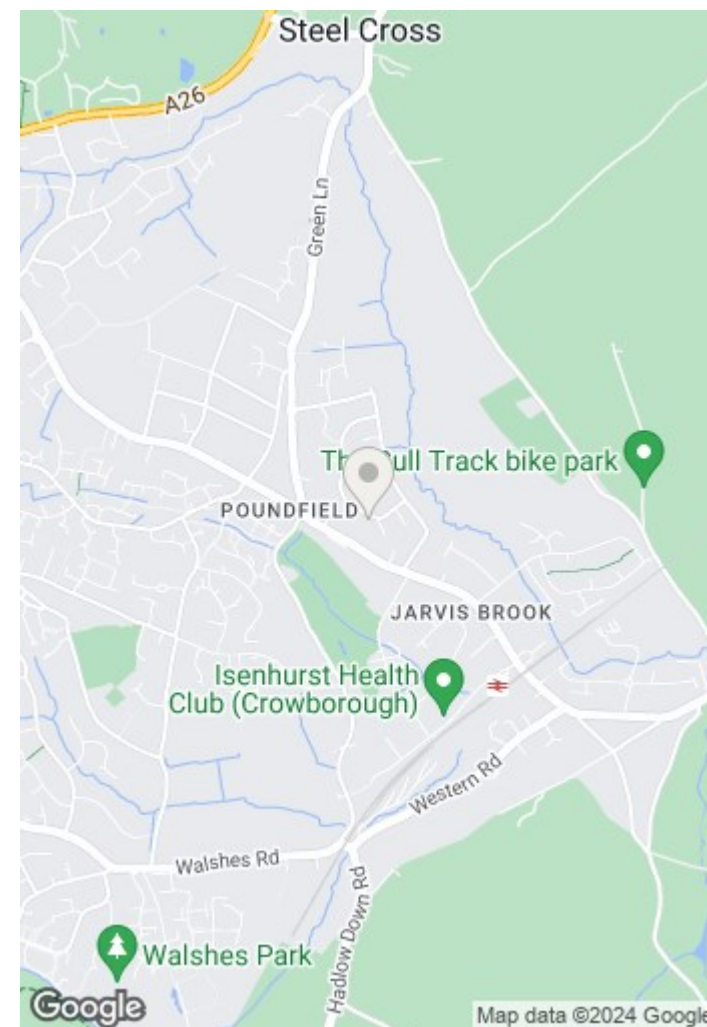 Steel Cross
A26
Green Ln
Track bike park
POUNDFIELD
JARVIS BROOK
Isenhurst Health
Club (Crowborough)
Western Rd
Walshes Rd
Hadlow Down Rd
Walshes Park
Google
Map data ©2024 Google